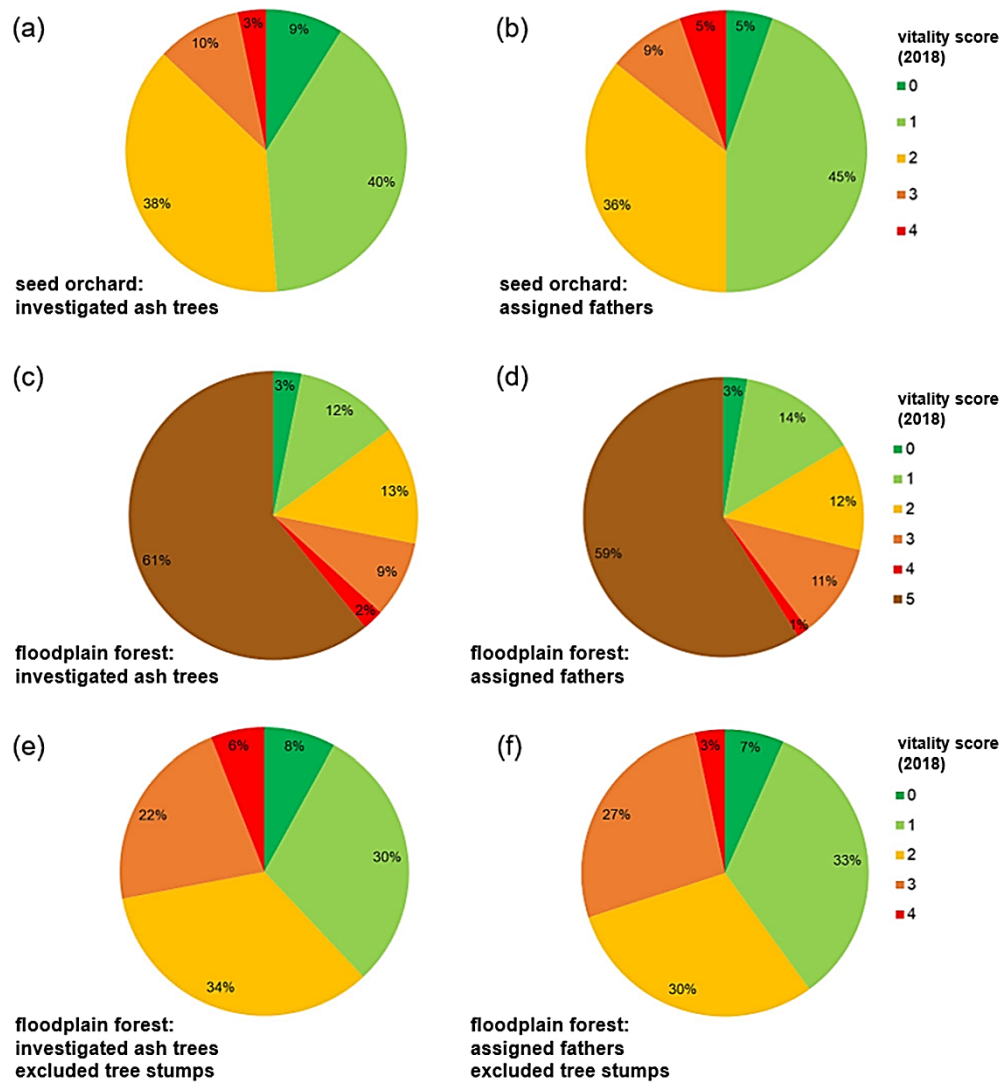 (a)
3%
9%
10%
40%
38%
seed orchard:
investigated ash trees
(b)
5%
5%
9%
45%
36%
seed orchard:
assigned fathers
vitality score
(2018)
0
1
2
3
4
(c)
3%
12%
13%
9%
2%
61%
floodplain forest:
investigated ash trees
(d)
3%
14%
12%
11%
1%
59%
floodplain forest:
assigned fathers
vitality score
(2018)
0
1
2
3
4
5
(e)
6%
8%
22%
30%
34%
floodplain forest:
investigated ash trees
excluded tree stumps
(f)
3%
7%
27%
33%
30%
floodplain forest:
assigned fathers
excluded tree stumps
vitality score
(2018)
0
1
2
3
4